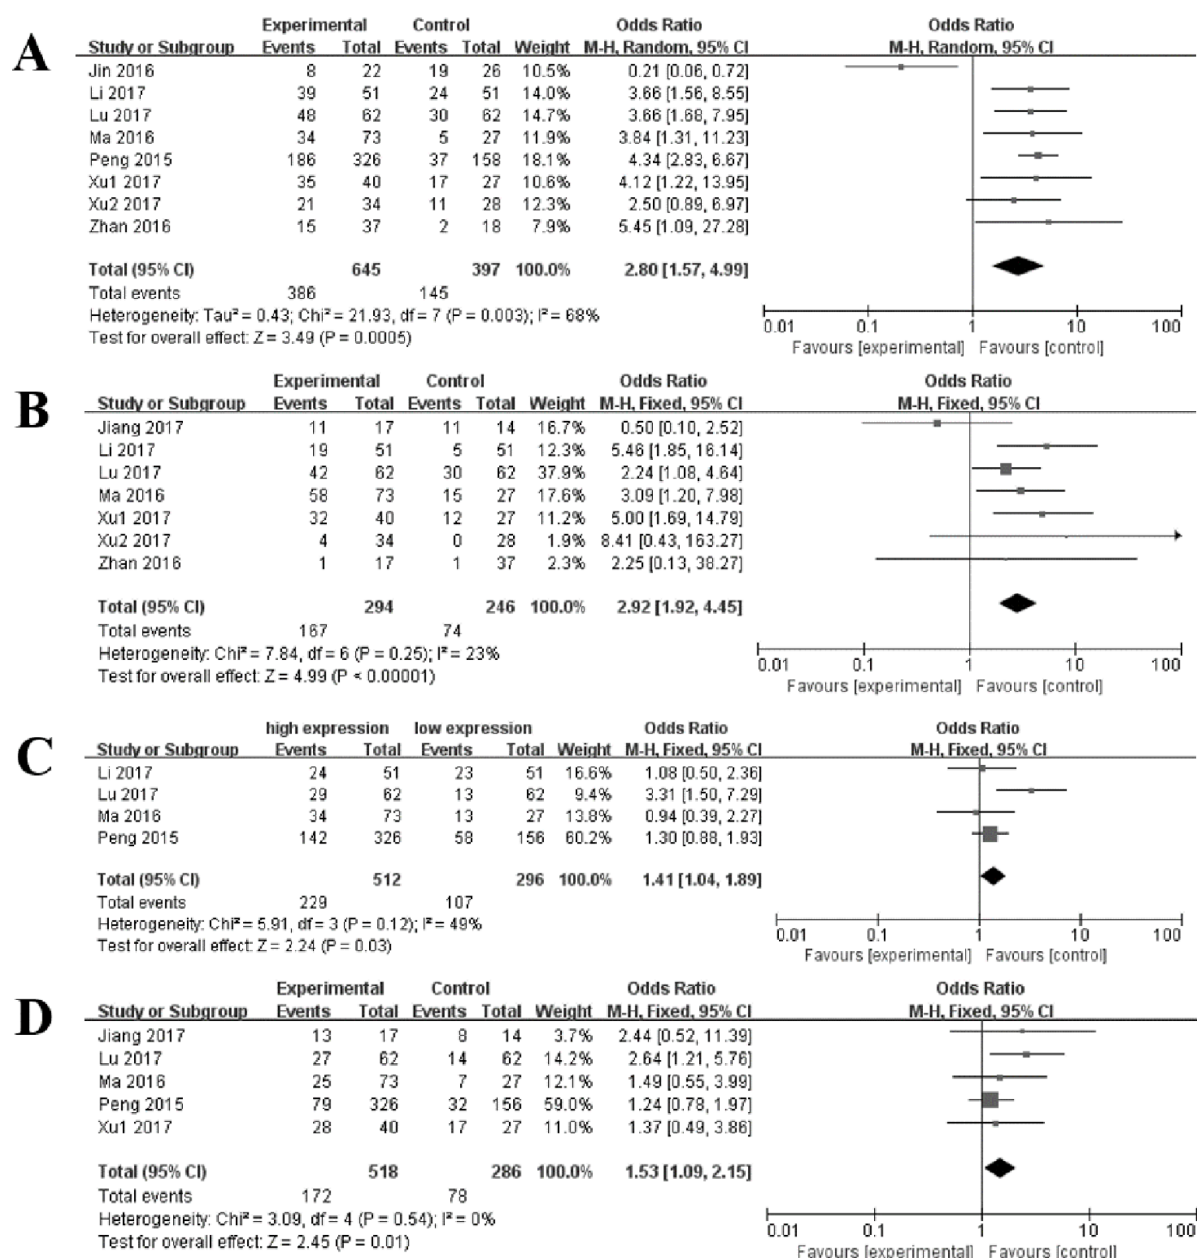 A
Experimental Control Odds Ratio Odds Ratio
Study or Subgroup Events Total Events Total Weight M-H, Random, 95% CI M-H, Random, 95% CI
Jin 2016 8 22 19 26 10.5% 0.21 [0.06, 0.72]
Li 2017 39 51 24 51 14.0% 3.66 [1.56, 8.55]
Lu 2017 48 62 30 62 14.7% 3.66 [1.68, 7.95]
Ma 2016 34 73 5 27 11.9% 3.84 [1.31, 11.23]
Peng 2015 186 326 37 158 18.1% 4.34 [2.83, 6.67]
Xu1 2017 35 40 17 27 10.6% 4.12 [1.22, 13.95]
Xu2 2017 21 34 11 28 12.3% 2.50 [0.89, 6.97]
Zhan 2016 15 37 2 18 7.9% 5.45 [1.09, 27.28]
Total (95% CI) 645 397 100.0% 2.80 [1.57, 4.99]
Total events 386 145
Heterogeneity: Tau² = 0.43; Chi² = 21.93, df = 7 (P = 0.003); I² = 68%
Test for overall effect: Z = 3.49 (P = 0.0005)
0.01 0.1 1 10 100
Favours [experimental] Favours [control]
B
Experimental Control Odds Ratio Odds Ratio
Study or Subgroup Events Total Events Total Weight M-H, Fixed, 95% CI M-H, Fixed, 95% CI
Jiang 2017 11 17 11 14 16.7% 0.50 [0.10, 2.52]
Li 2017 19 51 5 51 12.3% 5.46 [1.85, 16.14]
Lu 2017 42 62 30 62 37.9% 2.24 [1.08, 4.64]
Ma 2016 58 73 15 27 17.6% 3.09 [1.20, 7.98]
Xu1 2017 32 40 12 27 11.2% 5.00 [1.69, 14.79]
Xu2 2017 4 34 0 28 1.9% 8.41 [0.43, 163.27]
Zhan 2016 1 17 1 37 2.3% 2.25 [0.13, 38.27]
Total (95% CI) 294 246 100.0% 2.92 [1.92, 4.45]
Total events 167 74
Heterogeneity: Chi² = 7.84, df = 6 (P = 0.25); I² = 23%
Test for overall effect: Z = 4.99 (P < 0.00001)
0.01 0.1 1 10 100
Favours [experimental] Favours [control]
C
high expression low expression Odds Ratio Odds Ratio
Study or Subgroup Events Total Events Total Weight M-H, Fixed, 95% CI M-H, Fixed, 95% CI
Li 2017 24 51 23 51 16.6% 1.08 [0.50, 2.36]
Lu 2017 29 62 13 62 9.4% 3.31 [1.50, 7.29]
Ma 2016 34 73 13 27 13.8% 0.94 [0.39, 2.27]
Peng 2015 142 326 58 156 60.2% 1.30 [0.88, 1.93]
Total (95% CI) 512 296 100.0% 1.41 [1.04, 1.89]
Total events 229 107
Heterogeneity: Chi² = 5.91, df = 3 (P = 0.12); I² = 49%
Test for overall effect: Z = 2.24 (P = 0.03)
0.01 0.1 1 10 100
Favours [experimental] Favours [control]
D
Experimental Control Odds Ratio Odds Ratio
Study or Subgroup Events Total Events Total Weight M-H, Fixed, 95% CI M-H, Fixed, 95% CI
Jiang 2017 13 17 8 14 3.7% 2.44 [0.52, 11.39]
Lu 2017 27 62 14 62 14.2% 2.64 [1.21, 5.76]
Ma 2016 25 73 7 27 12.1% 1.49 [0.55, 3.99]
Peng 2015 79 326 32 156 59.0% 1.24 [0.78, 1.97]
Xu1 2017 28 40 17 27 11.0% 1.37 [0.49, 3.86]
Total (95% CI) 518 286 100.0% 1.53 [1.09, 2.15]
Total events 172 78
Heterogeneity: Chi² = 3.09, df = 4 (P = 0.54); I² = 0%
Test for overall effect: Z = 2.45 (P = 0.01)
0.01 0.1 1 10 100
Favours [experimental] Favours [control]